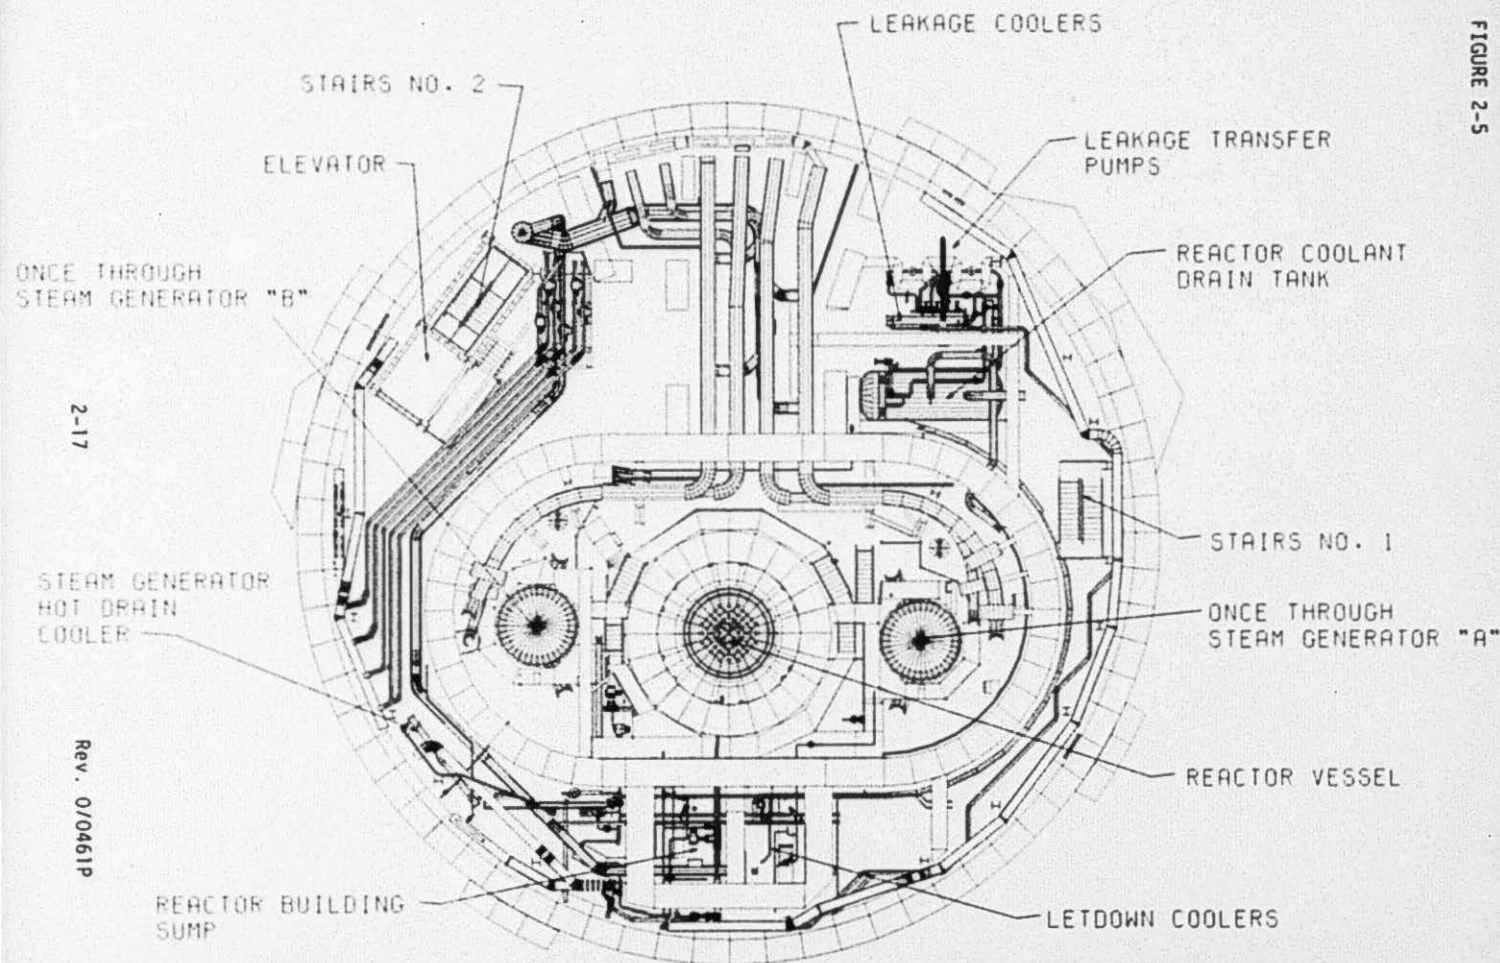 LEAKAGE COOLERS
STAIRS NO. 2
ELEVATOR
LEAKAGE TRANSFER
PUMPS
REACTOR COOLANT
DRAIN TANK
ONCE THROUGH
STEAM GENERATOR "B"
STAIRS NO. 1
STEAM GENERATOR
HOT DRAIN
COOLER
ONCE THROUGH
STEAM GENERATOR "A"
REACTOR VESSEL
REACTOR BUILDING
SUMP
LETDOWN COOLERS
FIGURE 2-5
2-17
Rev. 0/0461P